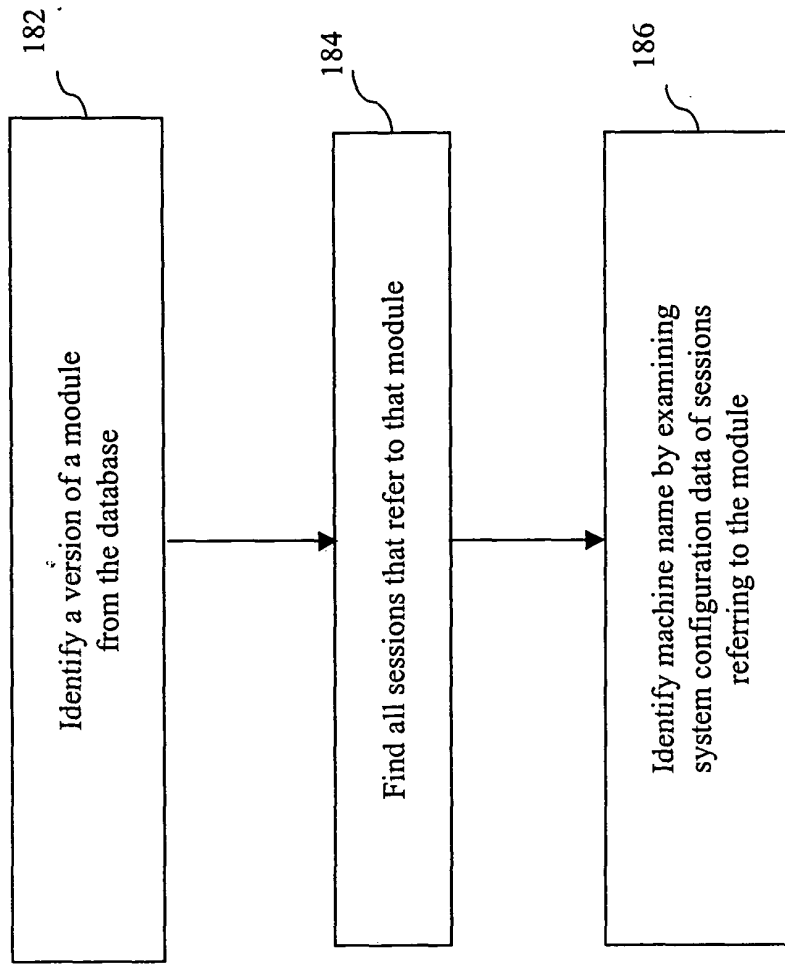 182
Identify a version of a module
from the database
184
Find all sessions that refer to that module
186
Identify machine name by examining
system configuration data of sessions
referring to the module